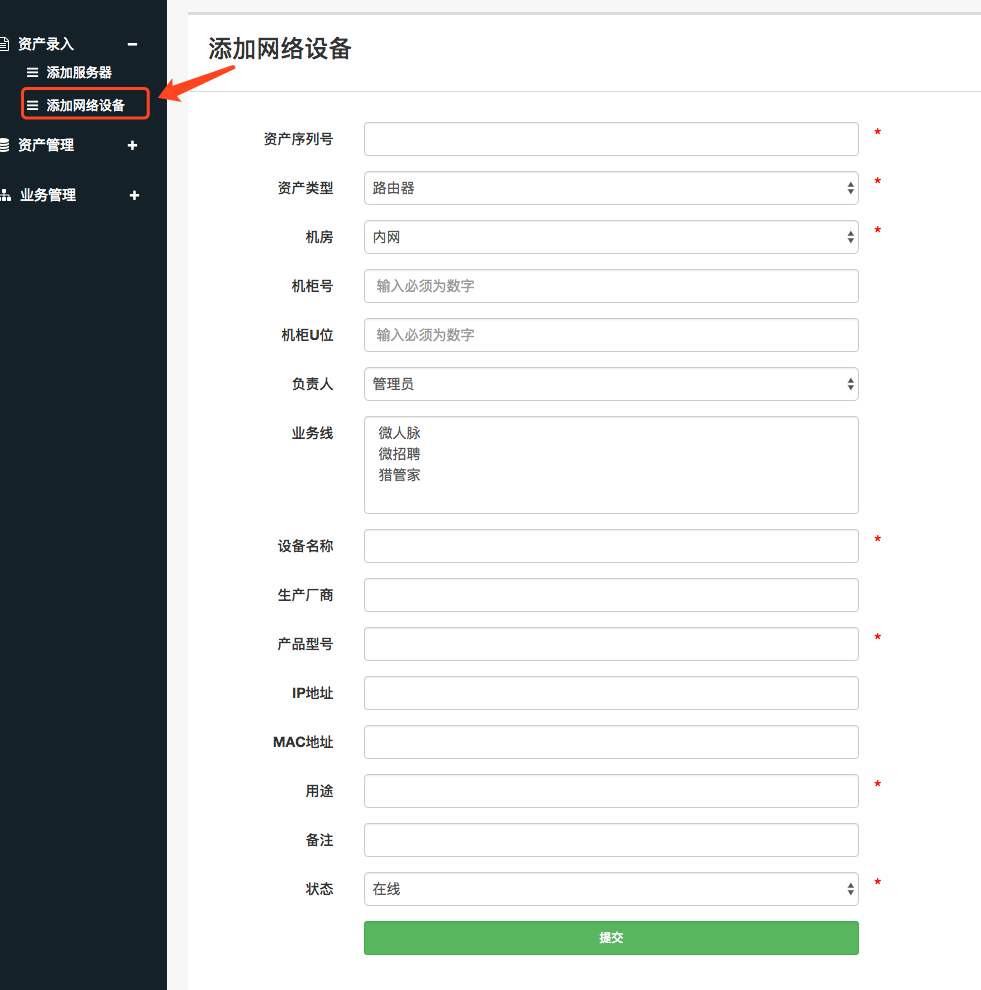 资产录入
添加服务器
添加网络设备
资产管理
业务管理
添加网络设备
资产序列号 *
资产类型 路由器 *
机房 内网 *
机柜号 输入必须为数字
机柜U位 输入必须为数字
负责人 管理员
业务线 微人脉
微招聘
猎管家
设备名称 *
生产厂商
产品型号 *
IP地址
MAC地址
用途 *
备注
状态 在线 *
提交